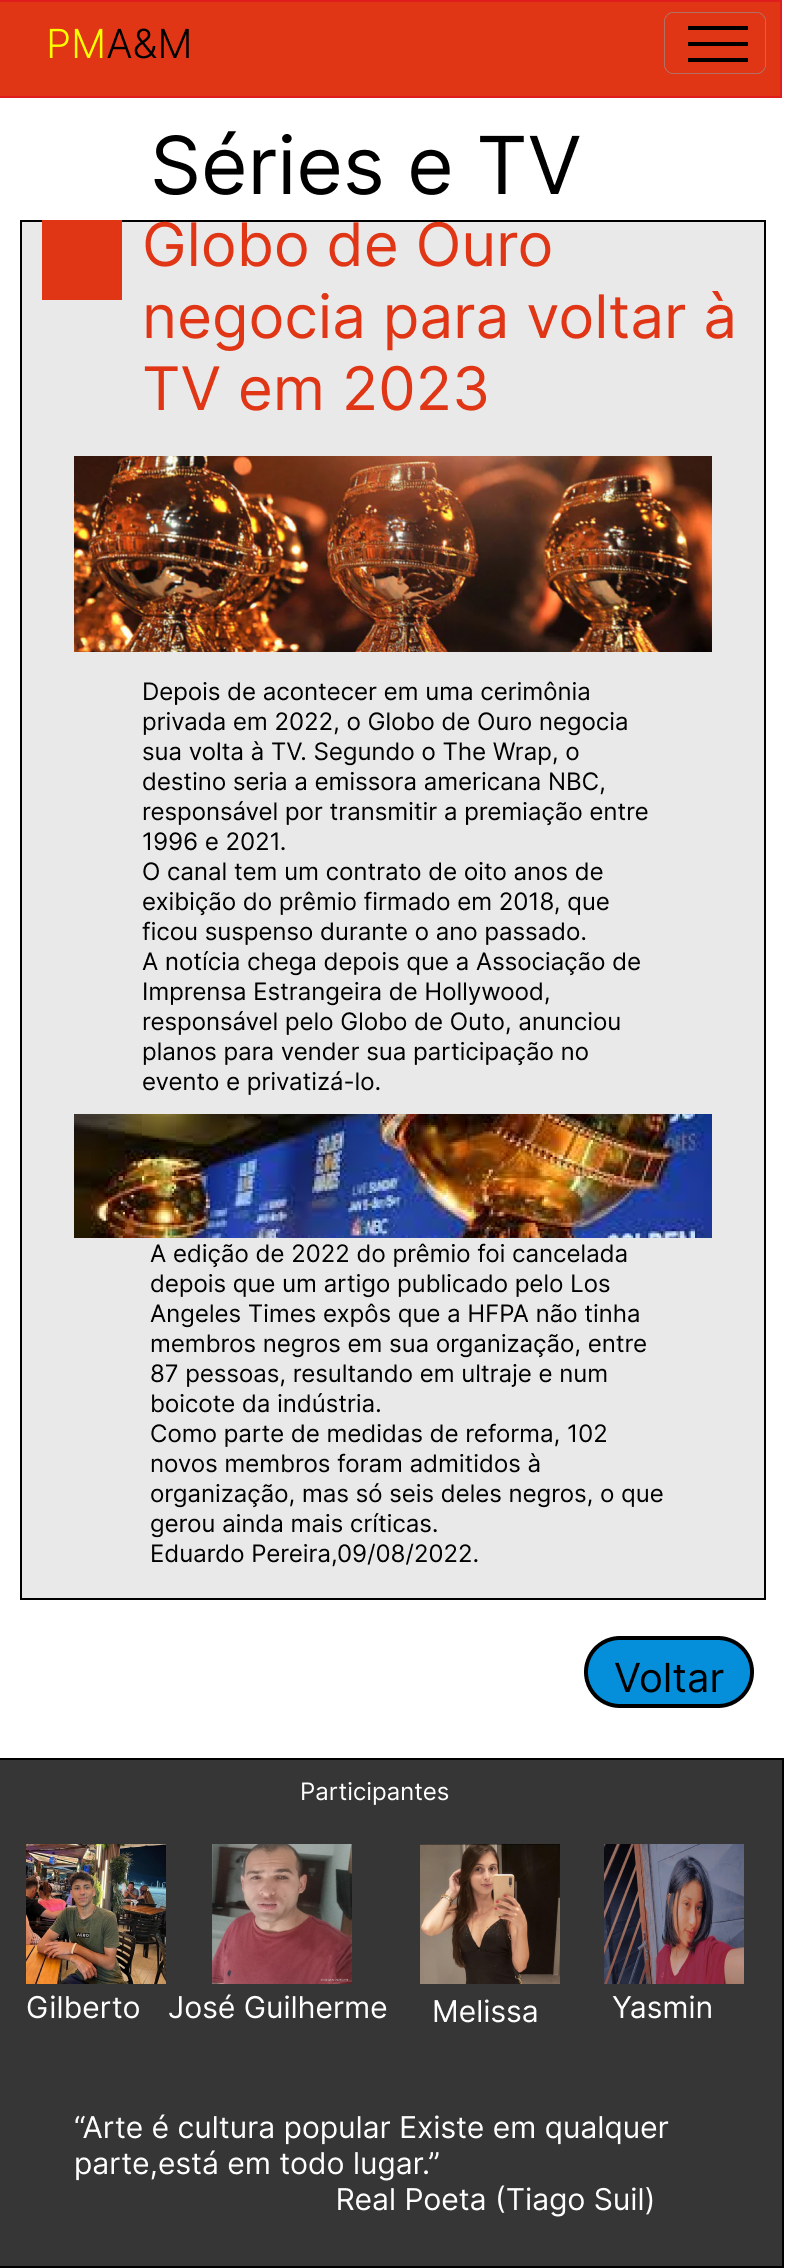 PMA&M
Séries e TV
Globo de Ouro
negocia para voltar à
TV em 2023
Depois de acontecer em uma cerimônia
privada em 2022, o Globo de Ouro negocia
sua volta à TV. Segundo o The Wrap, o
destino seria a emissora americana NBC,
responsável por transmitir a premiação entre
1996 e 2021.
O canal tem um contrato de oito anos de
exibição do prêmio firmado em 2018, que
ficou suspenso durante o ano passado.
A notícia chega depois que a Associação de
Imprensa Estrangeira de Hollywood,
responsável pelo Globo de Outo, anunciou
planos para vender sua participação no
evento e privatizá-lo.
GOLDEN
GLOBE
AWARDS
LIVE SUNDAY
NBC
A edição de 2022 do prêmio foi cancelada
depois que um artigo publicado pelo Los
Angeles Times expôs que a HFPA não tinha
membros negros em sua organização, entre
87 pessoas, resultando em ultraje e num
boicote da indústria.
Como parte de medidas de reforma, 102
novos membros foram admitidos à
organização, mas só seis deles negros, o que
gerou ainda mais críticas.
Eduardo Pereira,09/08/2022.
Voltar
Participantes
Gilberto José Guilherme Melissa Yasmin
“Arte é cultura popular Existe em qualquer
parte,está em todo lugar.”
Real Poeta (Tiago Suil)